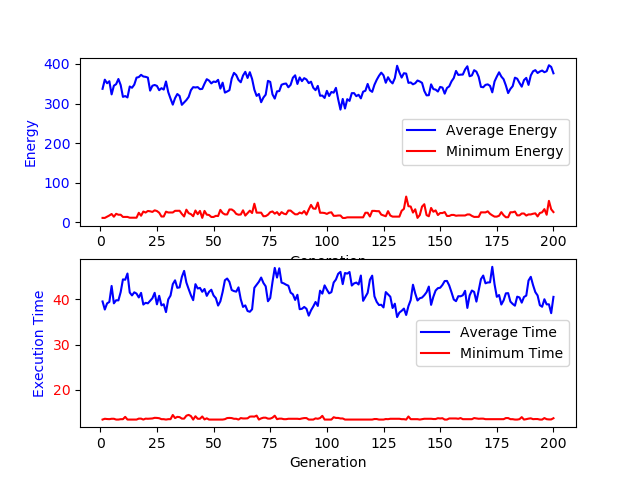 400
300
200
100
0
Energy
Average Energy
Minimum Energy
0 25 50 75 100 125 150 175 200
Generation
40
30
20
Execution Time
Average Time
Minimum Time
0 25 50 75 100 125 150 175 200
Generation